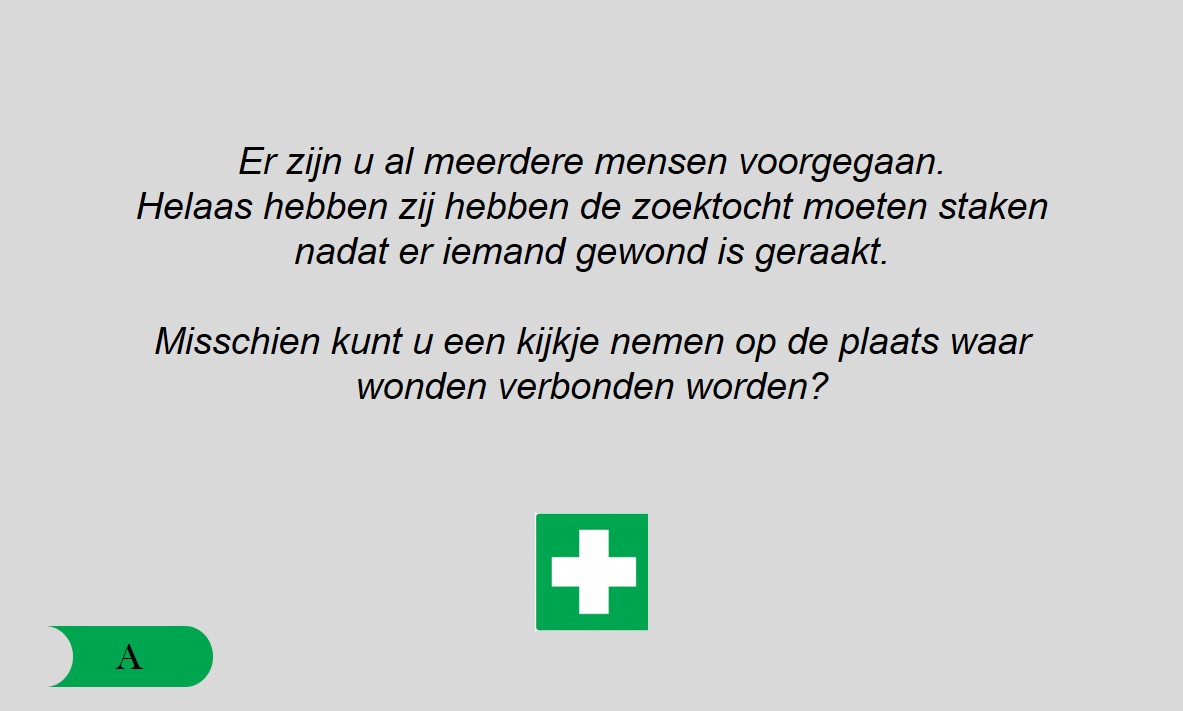 Er zijn u al meerdere mensen voorgegaan.
Helaas hebben zij hebben de zoektocht moeten staken
nadat er iemand gewond is geraakt.
Misschien kunt u een kijkje nemen op de plaats waar
wonden verbonden worden?
A